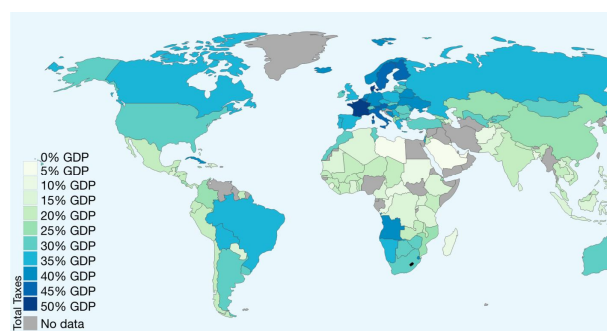 0% GDP
5% GDP
10% GDP
15% GDP
20% GDP
25% GDP
30% GDP
35% GDP
40% GDP
45% GDP
50% GDP
No data
Total Taxes